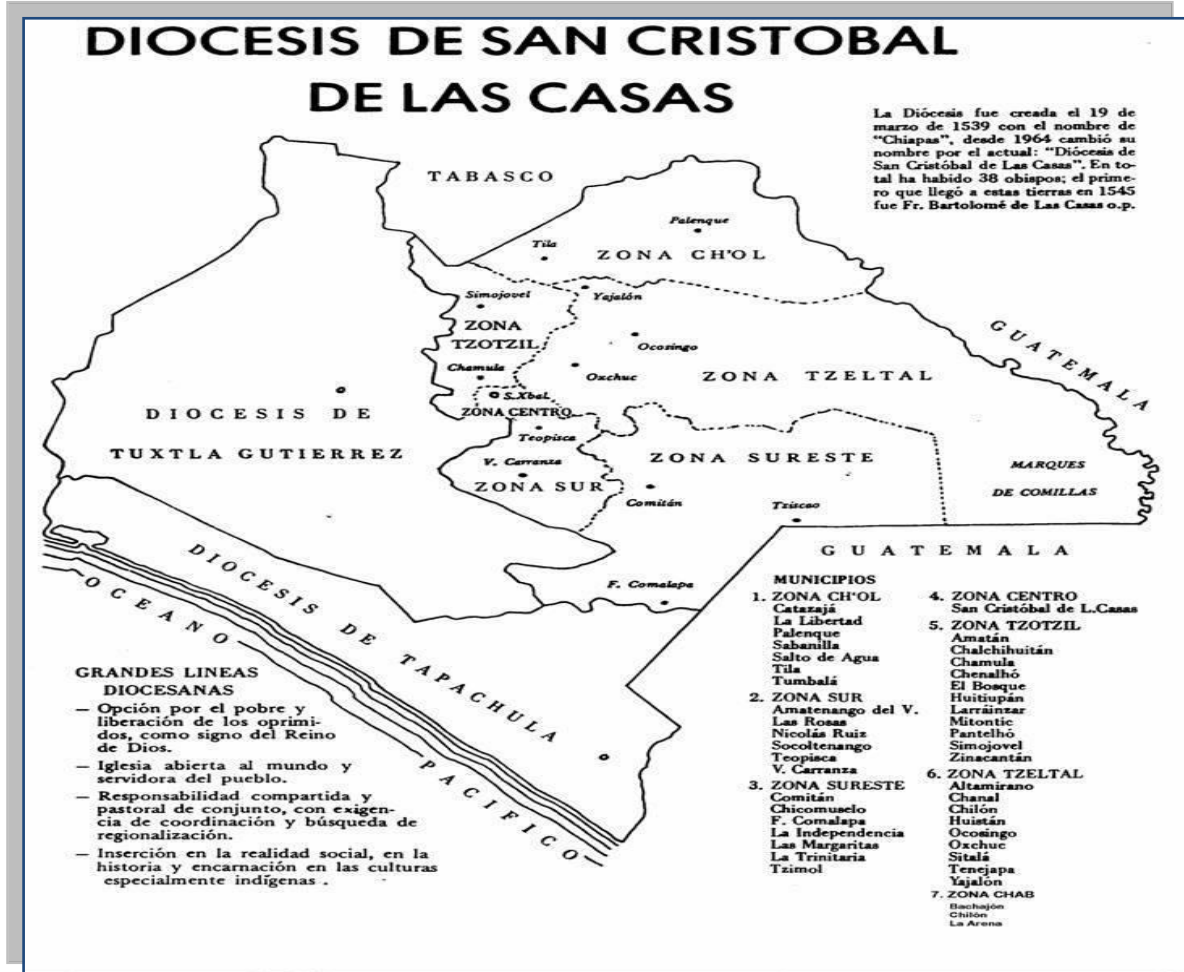 DIOCESIS DE SAN CRISTOBAL
DE LAS CASAS
La Diócesis fue creada el 19 de
marzo de 1539 con el nombre de
"Chiapas", desde 1964 cambió su
nombre por el actual: "Diócesis de
San Cristóbal de Las Casas". En to-
tal ha habido 38 obispos; el prime-
ro que llegó a estas tierras en 1545
fue Fr. Bartolomé de Las Casas o.p.
TABASCO
Palenque
Tila
ZONA CH'OL
Simojovel
Yajalón
ZONA
TZOTZIL
GUATEMALA
Ocosingo
Chamula
Oxchuc
ZONA TZELTAL
S.Xbal.
ZONA CENTRO
DIOCESIS DE
TUXTLA GUTIERREZ
Teopisca
V. Carranza
ZONA SURESTE
MARQUES
DE COMILLAS
ZONA SUR
Comitán
Tziscao
GUATEMALA
DIOCESIS DE TAPACHULA
F. Comalapa
OCEANO PACIFICO
GRANDES LINEAS
DIOCESANAS
— Opción por el pobre y
liberación de los oprimi-
dos, como signo del Reino
de Dios.
— Iglesia abierta al mundo y
servidora del pueblo.
— Responsabilidad compartida y
pastoral de conjunto, con exigen-
cia de coordinación y búsqueda de
regionalización.
— Inserción en la realidad social, en la
historia y encarnación en las culturas
especialmente indígenas .
MUNICIPIOS
1. ZONA CH'OL
Catazajá
La Libertad
Palenque
Sabanilla
Salto de Agua
Tila
Tumbalá
2. ZONA SUR
Amatenango del V.
Las Rosas
Nicolás Ruiz
Socoltenango
Teopisca
V. Carranza
3. ZONA SURESTE
Comitán
Chicomuselo
F. Comalapa
La Independencia
Las Margaritas
La Trinitaria
Tzimol
4. ZONA CENTRO
San Cristóbal de L.Casas
5. ZONA TZOTZIL
Amatán
Chalchihuitán
Chamula
Chenalhó
El Bosque
Huitiupán
Larráinzar
Mitontic
Pantelhó
Simojovel
Zinacantán
6. ZONA TZELTAL
Altamirano
Chanal
Chilón
Huistán
Ocosingo
Oxchuc
Sitalá
Tenejapa
Yajalón
7. ZONA CHAB
Bachajón
Chilón
La Arena